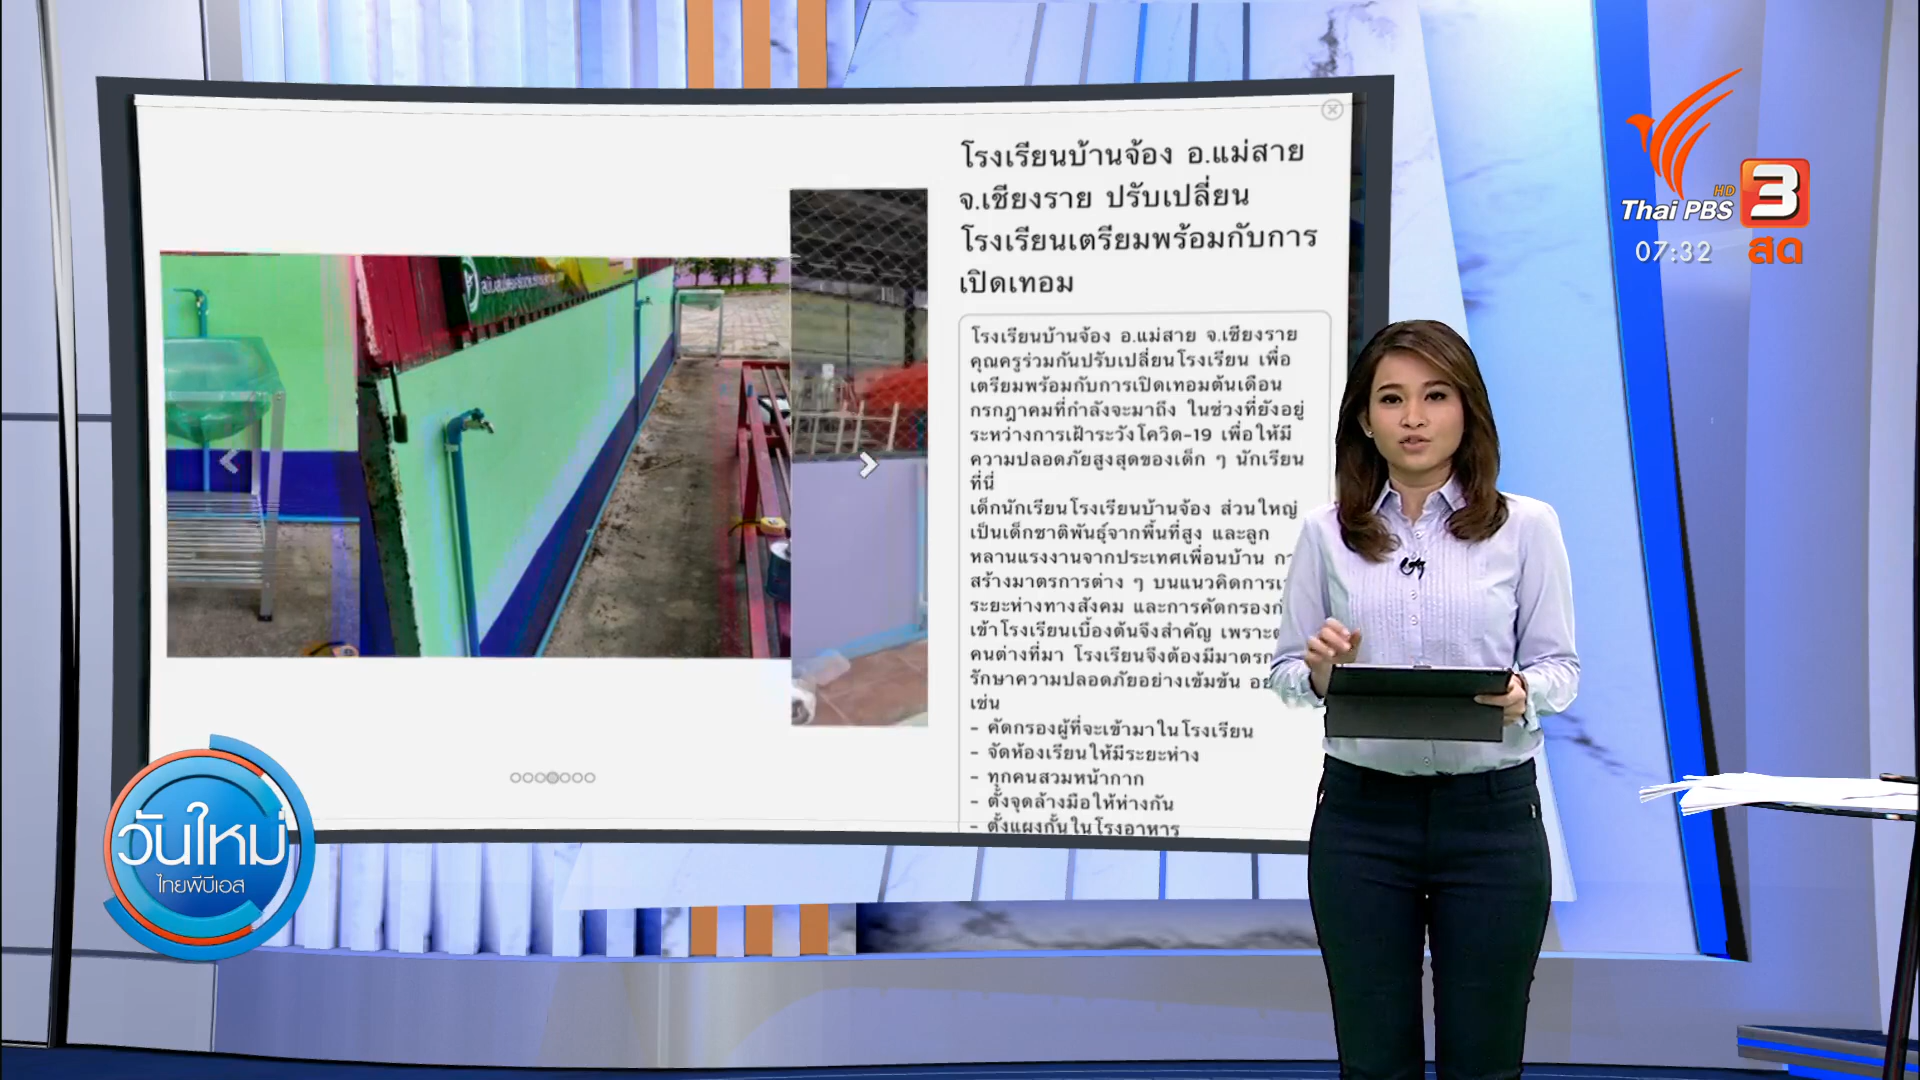 โรงเรียนบ้านจ้อง อ.แม่สาย
จ.เชียงราย ปรับเปลี่ยน
โรงเรียนเตรียมพร้อมกับการ
เปิดเทอม
โรงเรียนบ้านจ้อง อ.แม่สาย จ.เชียงราย
คุณครูร่วมกันปรับเปลี่ยนโรงเรียน เพื่อ
เตรียมพร้อมกับการเปิดเทอมต้นเดือน
กรกฎาคมที่กำลังจะมาถึง ในช่วงที่ยังอยู่
ระหว่างการเฝ้าระวังโควิด-19 เพื่อให้มี
ความปลอดภัยสูงสุดของเด็ก ๆ นักเรียน
ที่นี่
เด็กนักเรียนโรงเรียนบ้านจ้อง ส่วนใหญ่
เป็นเด็กชาติพันธุ์จากพื้นที่สูง และลูก
หลานแรงงานจากประเทศเพื่อนบ้าน
สร้างมาตรการต่าง ๆ บนแนวคิดการ
ระยะห่างทางสังคม และการคัดกรอง
เข้าโรงเรียนเบื้องต้นจึงสำคัญ เพราะ
คนต่างที่มา โรงเรียนจึงต้องมี
รักษาความปลอดภัยอย่างเข้มข้น
เช่น
- คัดกรองผู้ที่จะเข้ามาในโรงเรียน
- จัดห้องเรียนให้มีระยะห่าง
- ทุกคนสวมหน้ากาก
- ตั้งจุดล้างมือให้ห่างกัน
- ตั้งแผงกั้นในโรงอาหาร
Thai PBS HD 3
07:32 สด
วันใหม่
ไทยพีบีเอส